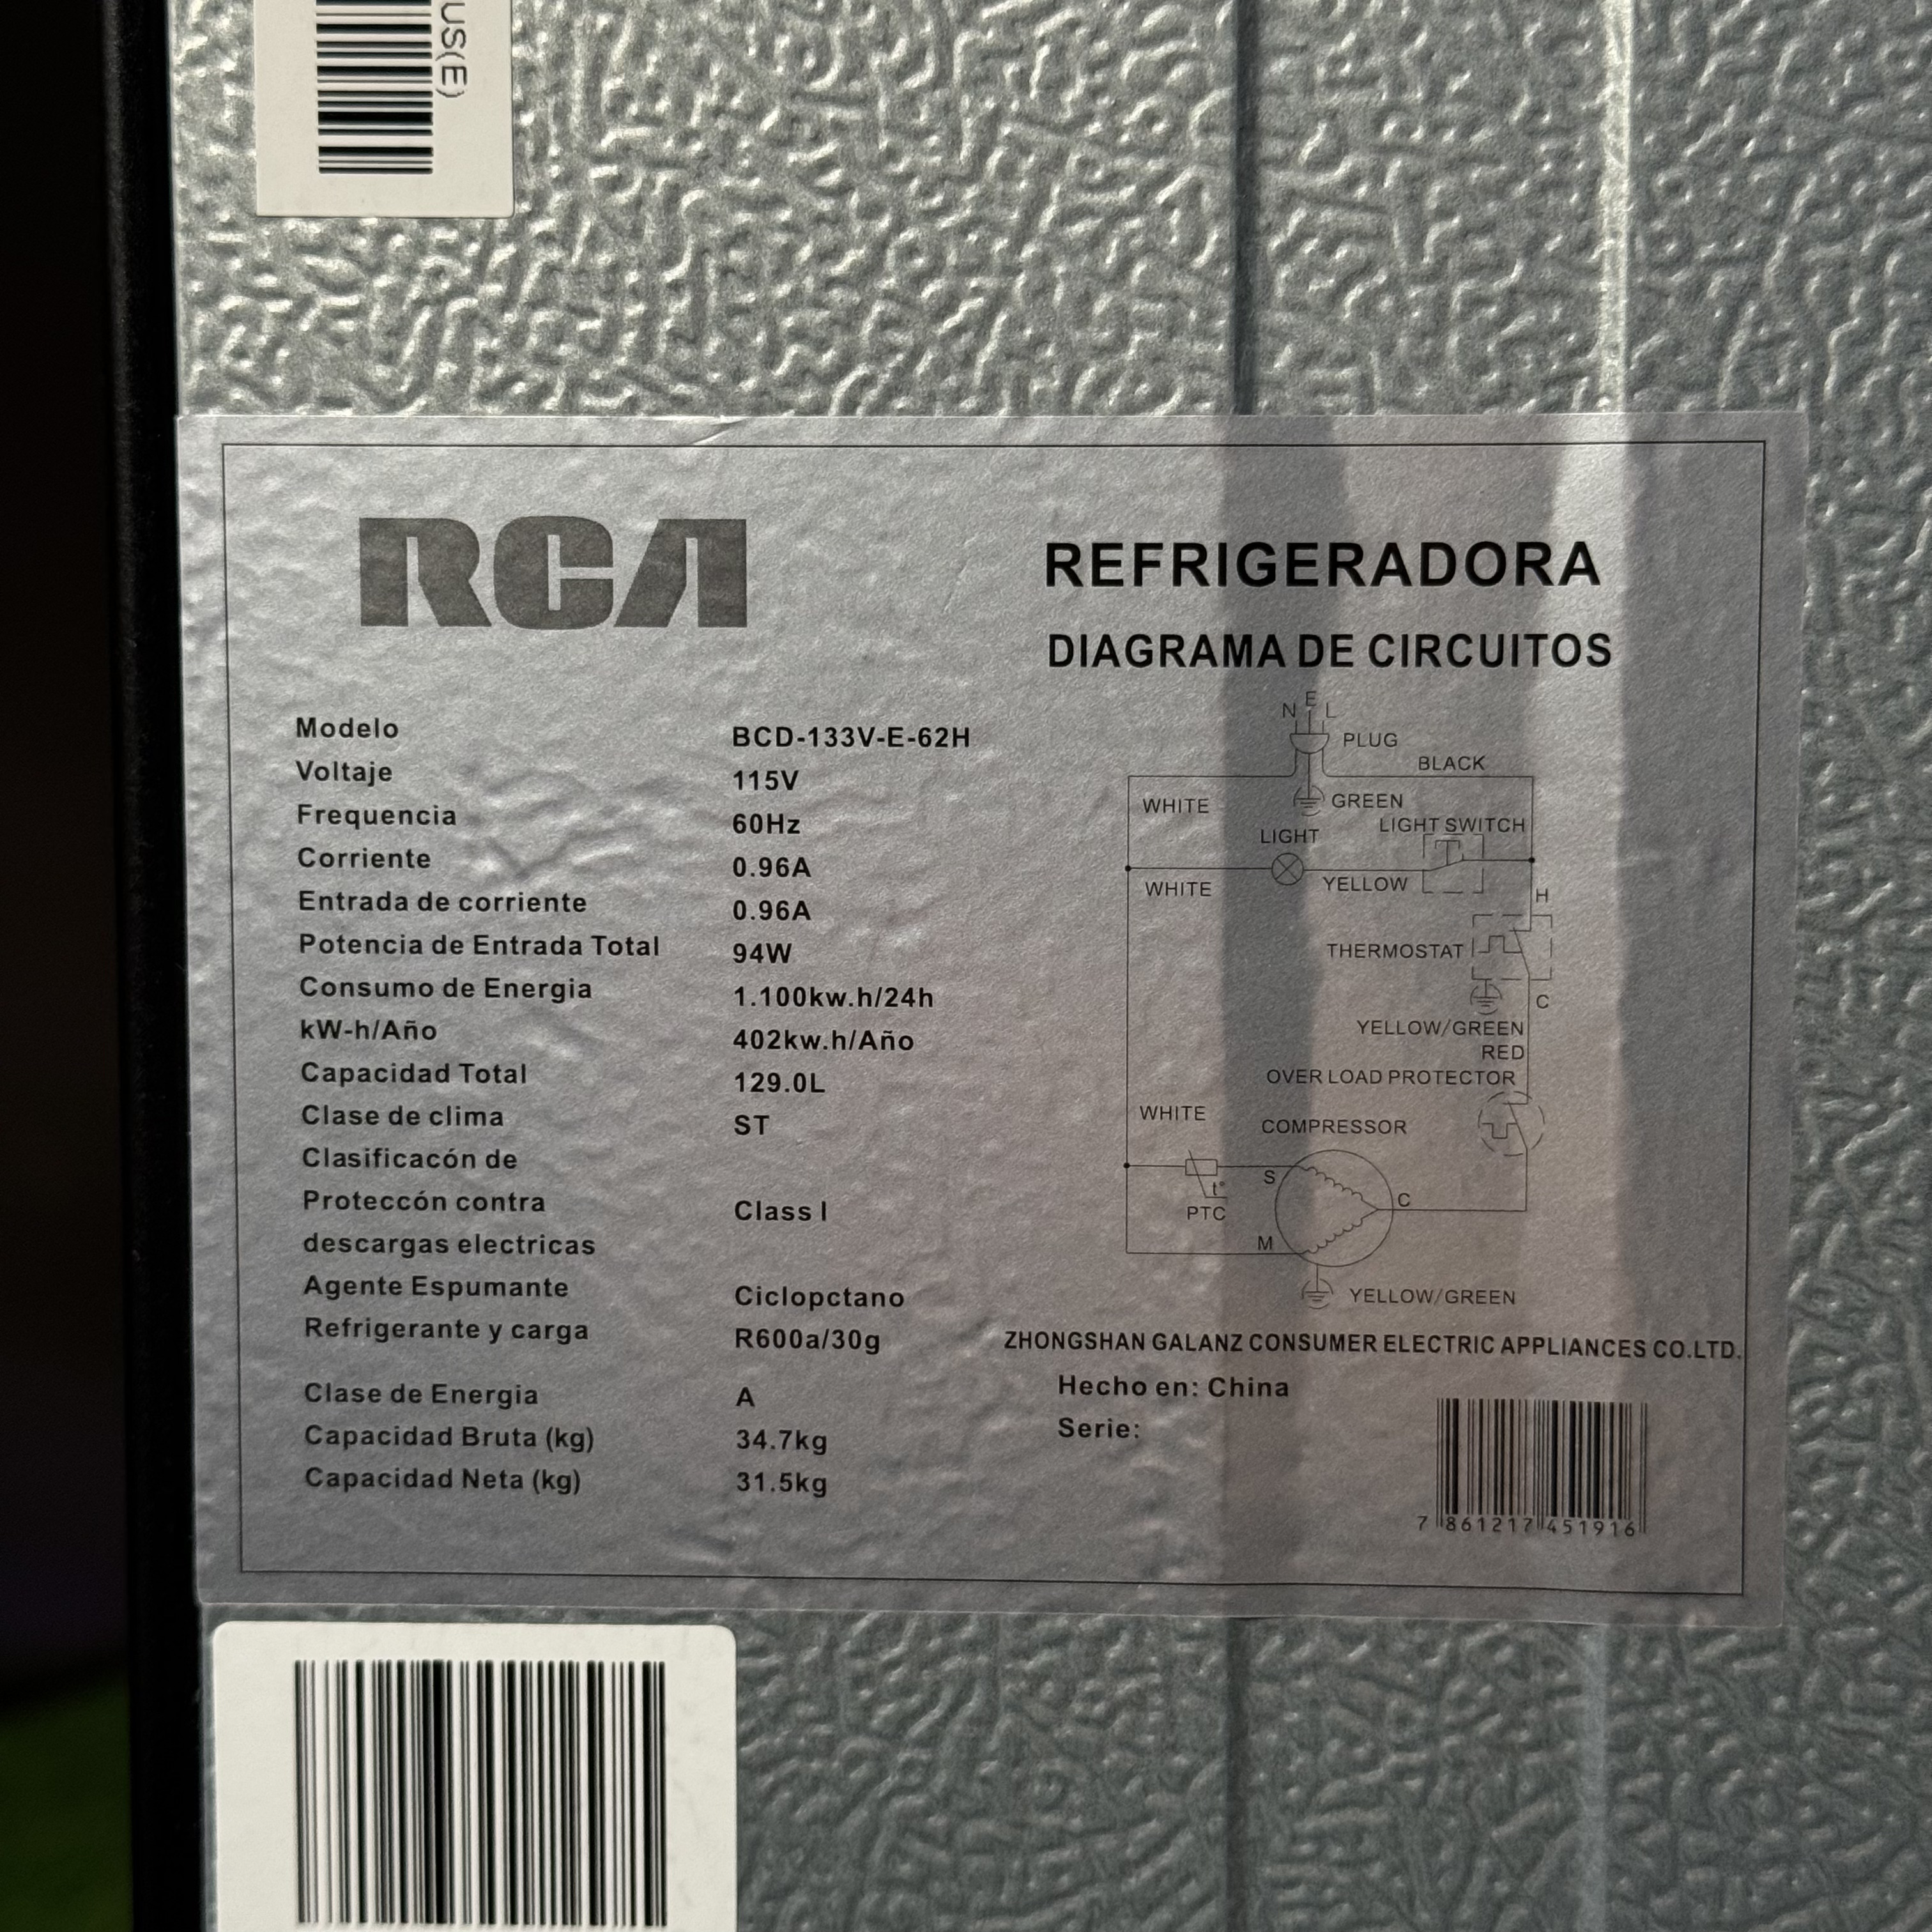 US(E)
RCA
REFRIGERADORA
DIAGRAMA DE CIRCUITOS
Modelo BCD-133V-E-62H
Voltaje 115V
Frequencia 60Hz
Corriente 0.96A
Entrada de corriente 0.96A
Potencia de Entrada Total 94W
Consumo de Energia 1.100kw.h/24h
kW-h/Año 402kw.h/Año
Capacidad Total 129.0L
Clase de clima ST
Clasificacón de
Proteccón contra Class I
descargas electricas
Agente Espumante Ciclopctano
Refrigerante y carga R600a/30g
Clase de Energia A
Capacidad Bruta (kg) 34.7kg
Capacidad Neta (kg) 31.5kg
N E L
PLUG
BLACK
WHITE
GREEN
LIGHT SWITCH
LIGHT
YELLOW
WHITE
H
THERMOSTAT
C
YELLOW/GREEN
RED
OVER LOAD PROTECTOR
WHITE
COMPRESSOR
S
t°
C
PTC
M
YELLOW/GREEN
ZHONGSHAN GALANZ CONSUMER ELECTRIC APPLIANCES CO.LTD.
Hecho en: China
Serie:
7 861217 451916